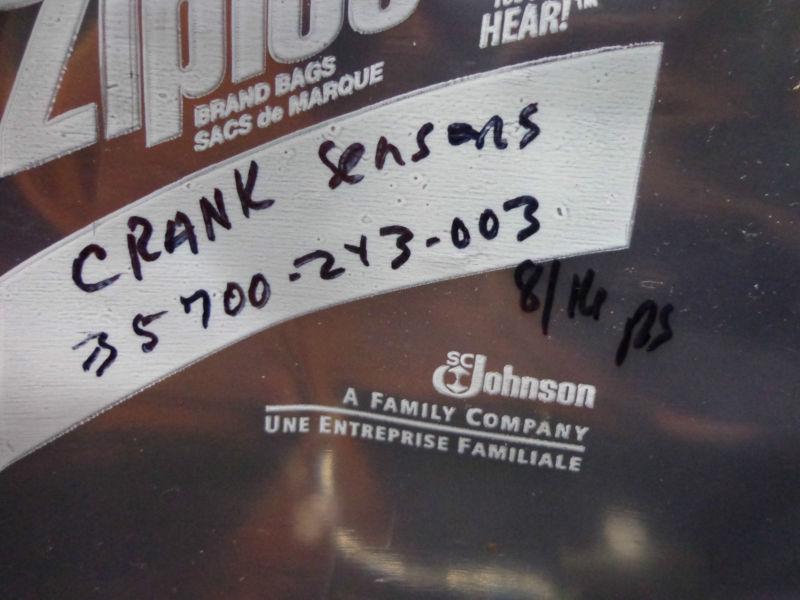 Ziploc
HEAR!™
BRAND BAGS
SACS de MARQUE
CRANK Sensors
35700-243-003
8/14 ps
SC Johnson
A FAMILY COMPANY
UNE ENTREPRISE FAMILIALE